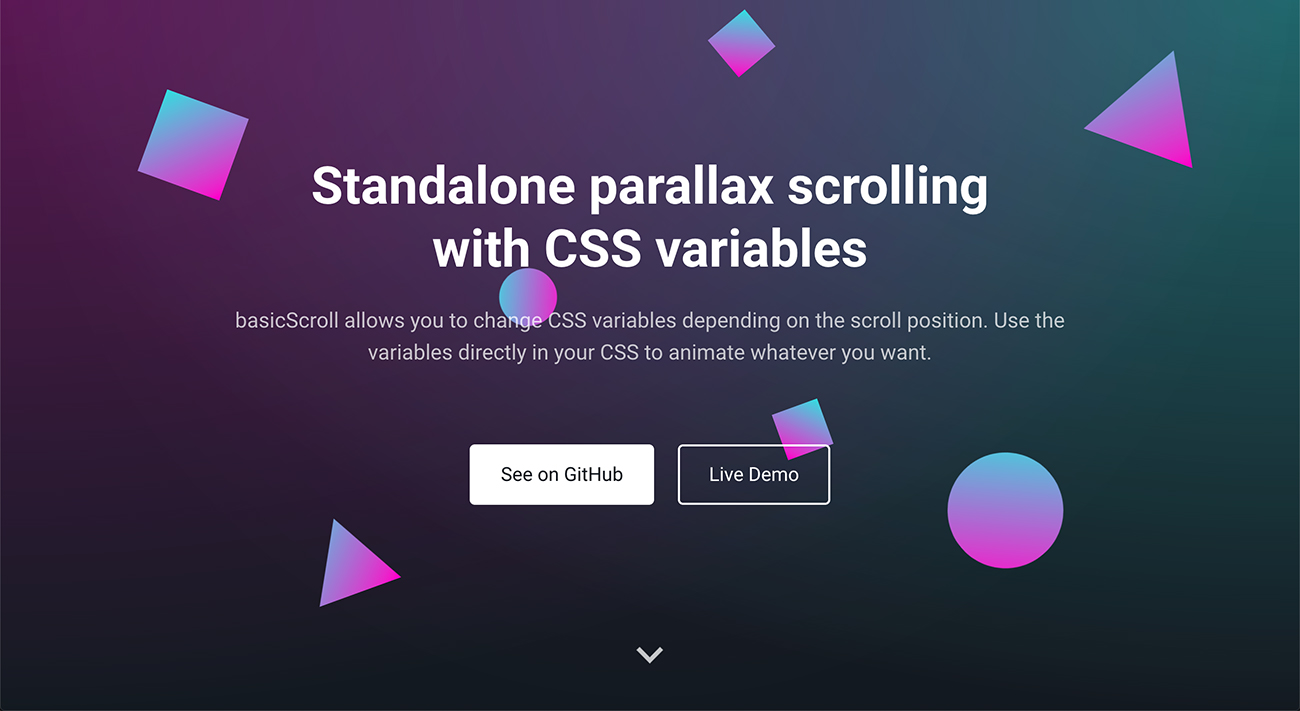 Standalone parallax scrolling
with CSS variables
basicScroll allows you to change CSS variables depending on the scroll position. Use the
variables directly in your CSS to animate whatever you want.
See on GitHub
Live Demo